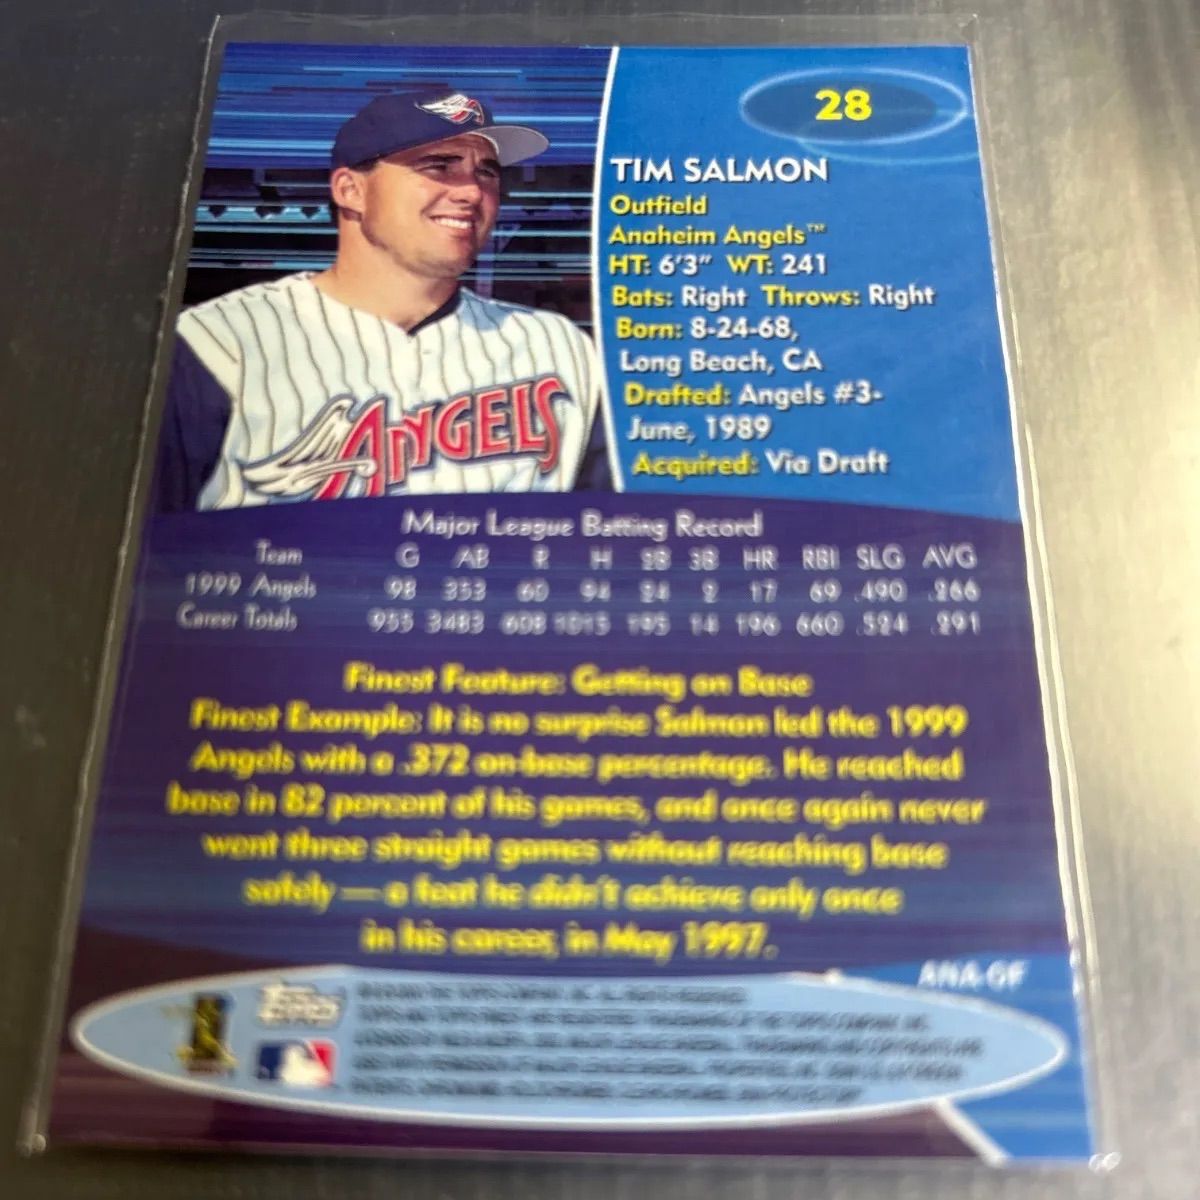 28
TIM SALMON
Outfield
Anaheim Angels™
HT: 6'3" WT: 241
Bats: Right Throws: Right
Born: 8-24-68,
Long Beach, CA
Drafted: Angels #3-
June, 1989
Acquired: Via Draft
ANGELS
Major League Batting Record
Team G AB R H 2B 3B HR RBI SLG AVG
1999 Angels 98 353 60 94 24 2 17 69 .490 .266
Career Totals 955 3483 608 1015 195 14 196 660 .524 .291
Finest Feature: Getting on Base
Finest Example: It is no surprise Salmon led the 1999
Angels with a .372 on-base percentage. He reached
base in 82 percent of his games, and once again never
went three straight games without reaching base
safely — a feat he didn't achieve only once
in his career, in May 1997.
ANA-GF
Topps